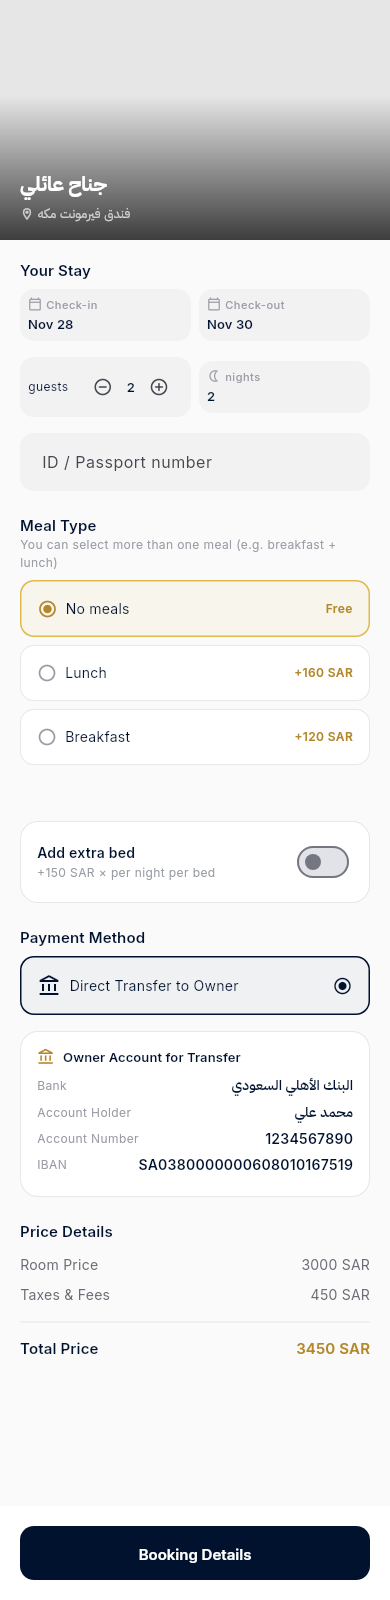 جناح عائلي
فندق فيرمونت مكه
Your Stay
Check-in
Nov 28
Check-out
Nov 30
guests
2
nights
2
ID / Passport number
Meal Type
You can select more than one meal (e.g. breakfast +
lunch)
No meals Free
Lunch +160 SAR
Breakfast +120 SAR
Add extra bed
+150 SAR × per night per bed
Payment Method
Direct Transfer to Owner
Owner Account for Transfer
Bank البنك الأهلي السعودي
Account Holder محمد علي
Account Number 1234567890
IBAN SA0380000000608010167519
Price Details
Room Price 3000 SAR
Taxes & Fees 450 SAR
Total Price 3450 SAR
Booking Details